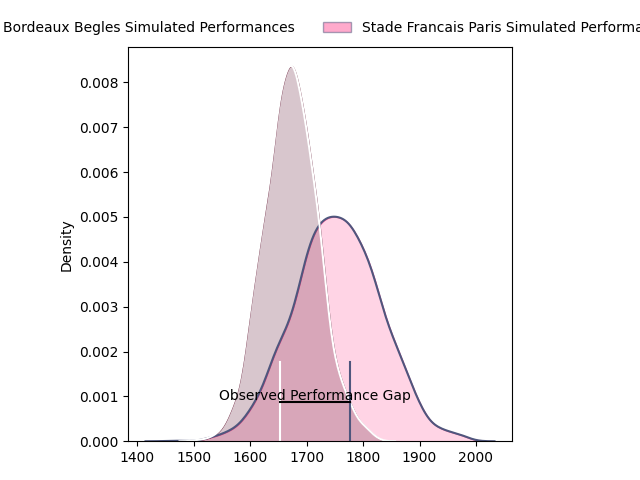 Bordeaux Begles Simulated Performances
Stade Francais Paris Simulated Performa
0.008
0.007
0.006
0.005
0.004
0.003
0.002
0.001
0.000
Density
Observed Performance Gap
1400 1500 1600 1700 1800 1900 2000